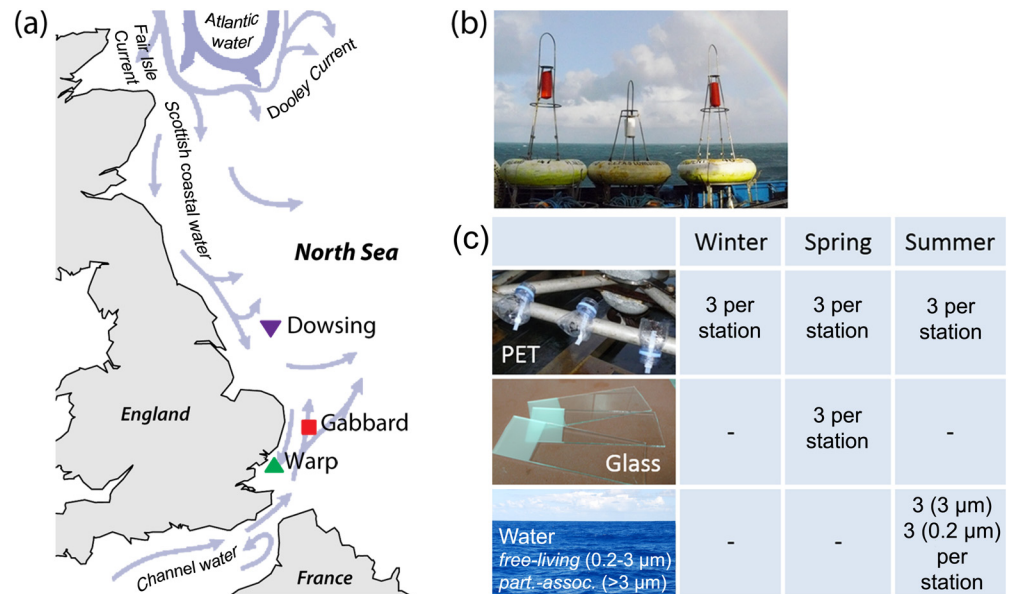 (a)
Atlantic
water
Fair Isle
Current
Dooley Current
Scottish coastal water
North Sea
Dowsing
England
Gabbard
Warp
Channel water
France
(b)
(c)
Winter
Spring
Summer
PET
3 per
station
3 per
station
3 per
station
Glass
-
3 per
station
-
Water
free-living (0.2-3 µm)
part.-assoc. (>3 µm)
-
-
3 (3 µm)
3 (0.2 µm)
per
station